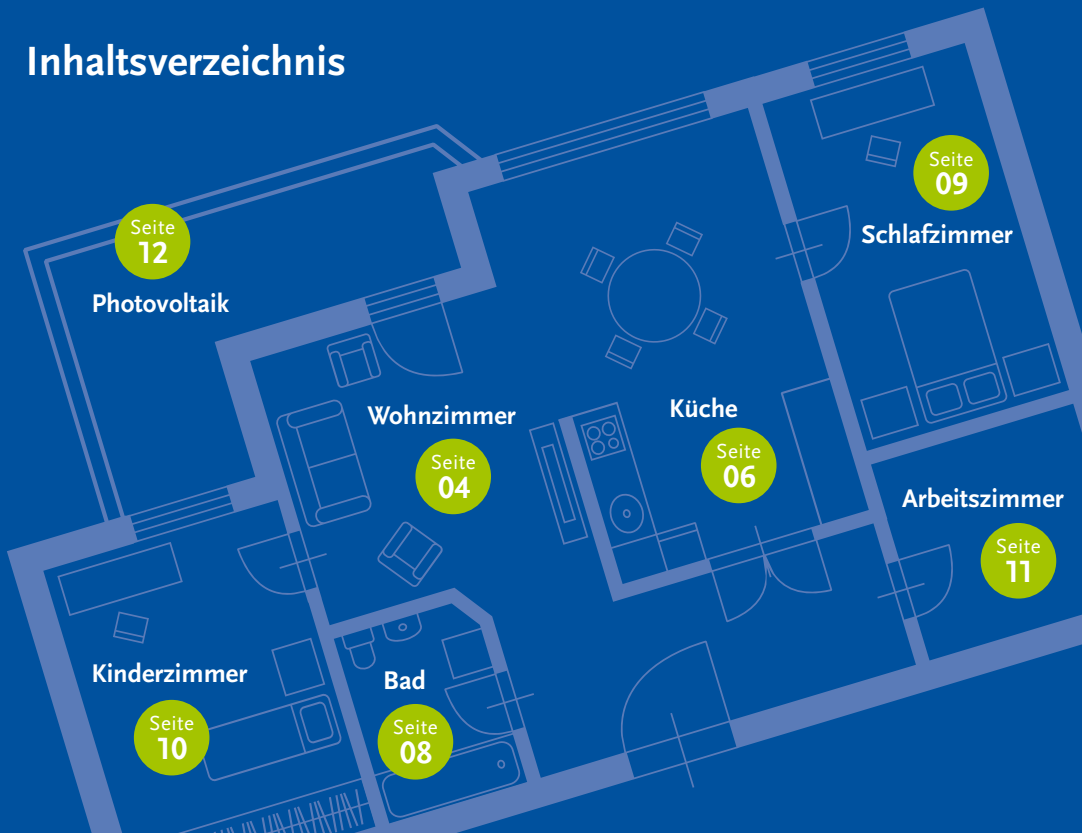 Inhaltsverzeichnis
Seite
12
Photovoltaik
Seite
09
Schlafzimmer
Wohnzimmer
Seite
04
Küche
Seite
06
Arbeitszimmer
Seite
11
Kinderzimmer
Seite
10
Bad
Seite
08